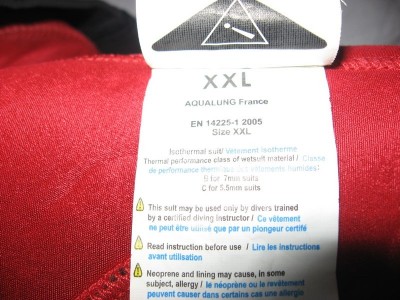 XXL
AQUALUNG France
EN 14225-1 2005
Size XXL
Isothermal suit/ Vêtement isotherme
Thermal performance class of wetsuit material / Classe
de performance thermique des vêtements humides:
B for 7mm suits
C for 5.5mm suits
This suit may be used only by divers trained
by a certified diving instructor / Ce vêtement
ne peut être utilisé que par un plongeur certifé
Read instruction before use / Lire les instructions
avant utilisation
Neoprene and lining may cause, in some
subject, allergy / le néoprène ou le revêtement
peuvent causer dans certains cas une allergie